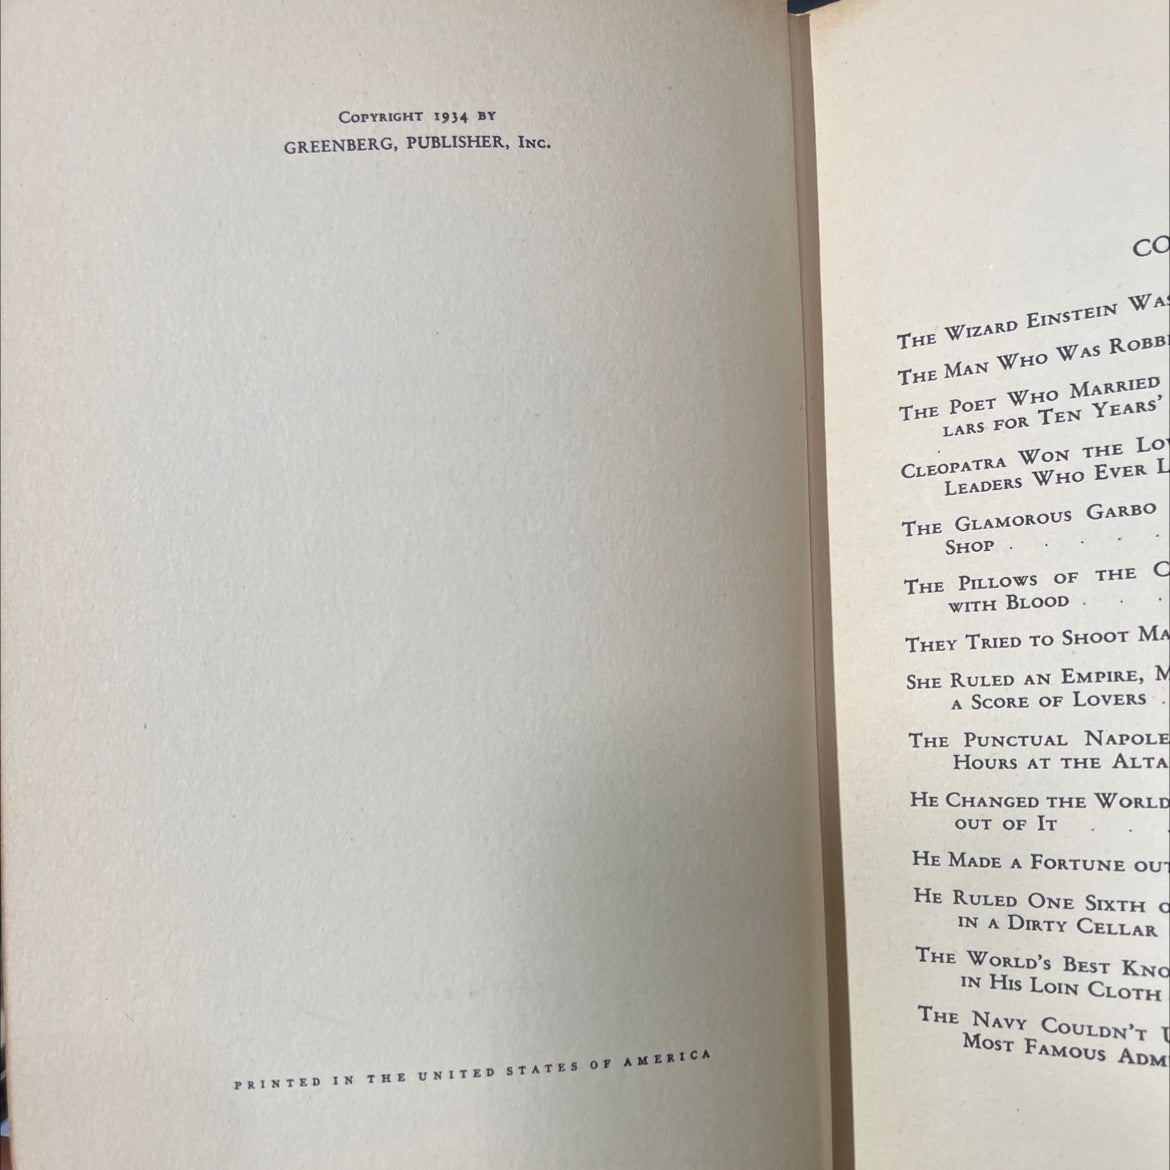 Copyright 1934 by
GREENBERG, PUBLISHER, Inc.
PRINTED IN THE UNITED STATES OF AMERICA
CO
The Wizard Einstein Was
The Man Who Was Robb
The Poet Who Married
lars for Ten Years'
Cleopatra Won the Lov
Leaders Who Ever L
The Glamorous Garbo
Shop . . . . .
The Pillows of the C
with Blood . . .
They Tried to Shoot Ma
She Ruled an Empire, M
a Score of Lovers .
The Punctual Napole
Hours at the Alta
He Changed the World
out of It . .
He Made a Fortune out
He Ruled One Sixth o
in a Dirty Cellar
The World's Best Kno
in His Loin Cloth
The Navy Couldn't U
Most Famous Adm